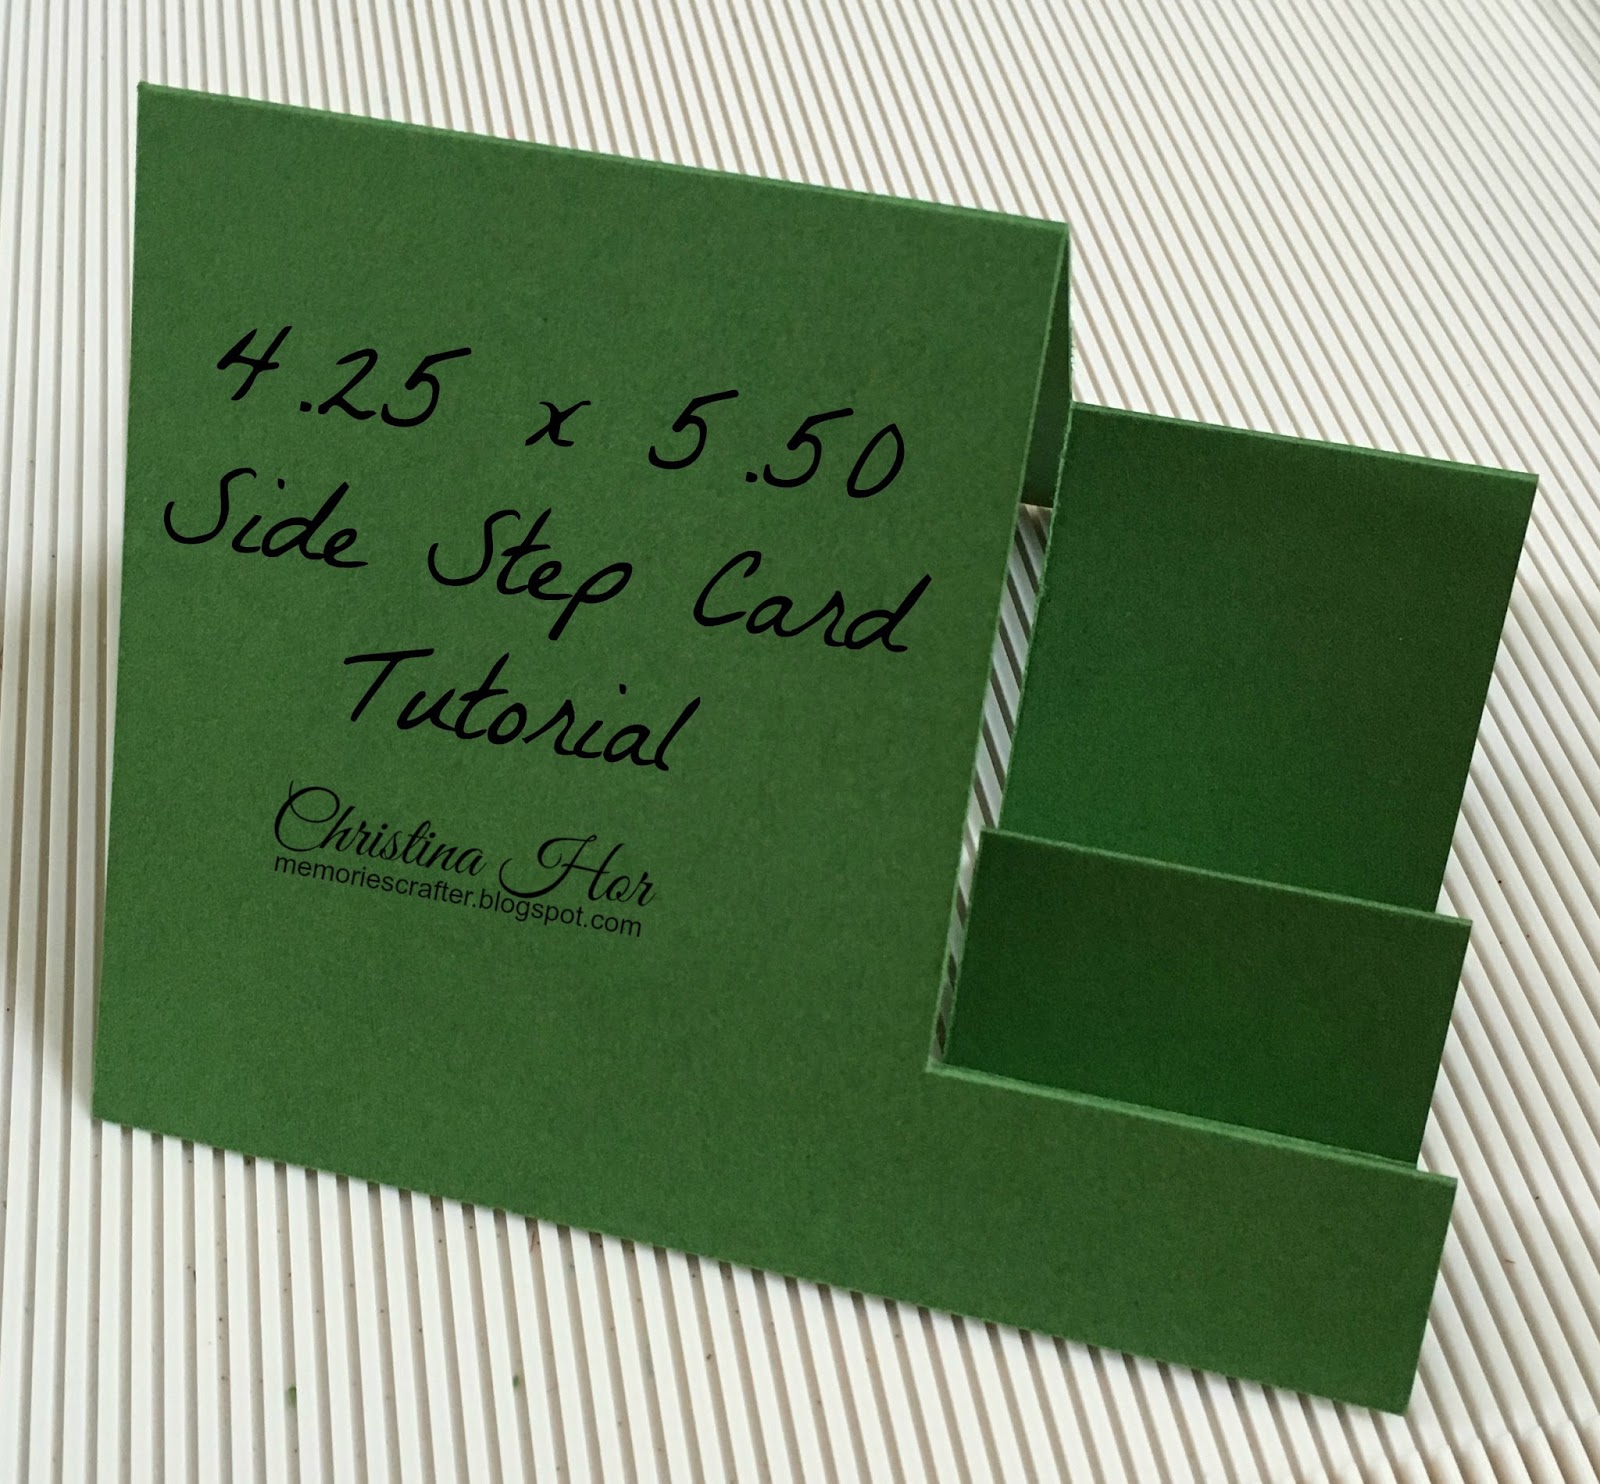 4.25 x 5.50
Side Step Card
Tutorial
Christina Hor
memoriescrafter.blogspot.com